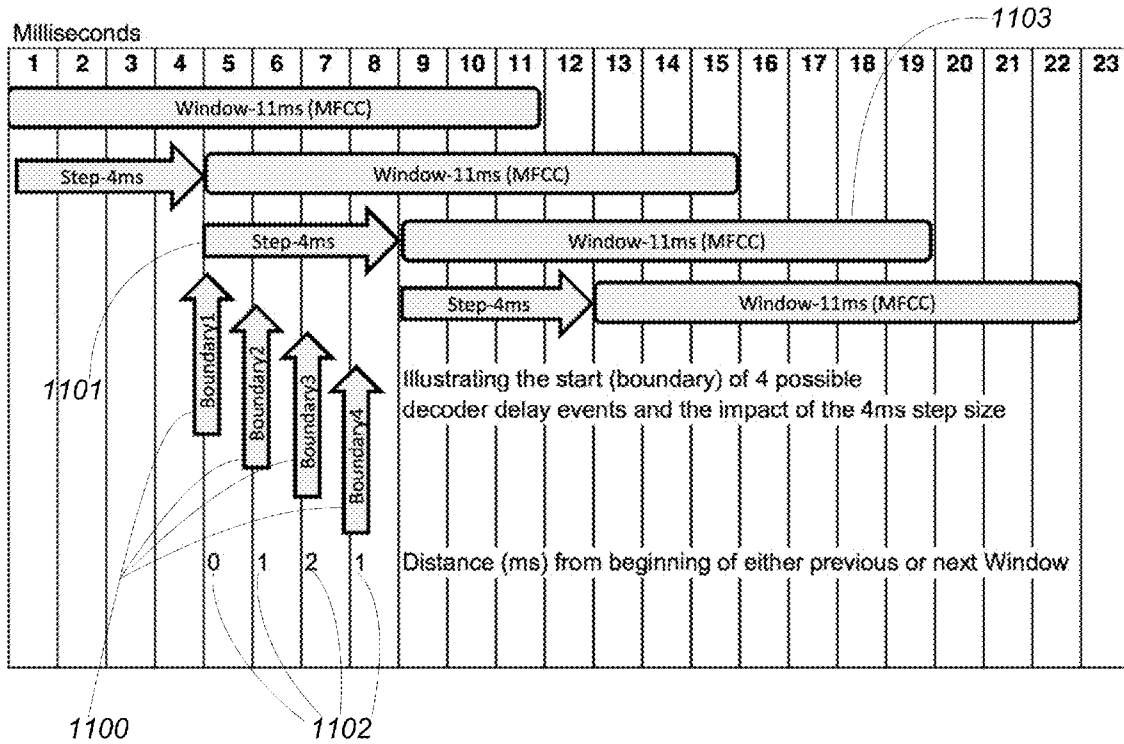 1103
Milliseconds
1 2 3 4 5 6 7 8 9 10 11 12 13 14 15 16 17 18 19 20 21 22 23
Window-11ms (MFCC)
Step-4ms Window-11ms (MFCC)
Step-4ms Window-11ms (MFCC)
Step-4ms Window-11ms (MFCC)
Boundary1
Boundary2
Boundary3
Boundary4
1101
Illustrating the start (boundary) of 4 possible
decoder delay events and the impact of the 4ms step size
0 1 2 1 Distance (ms) from beginning of either previous or next Window
1100 1102